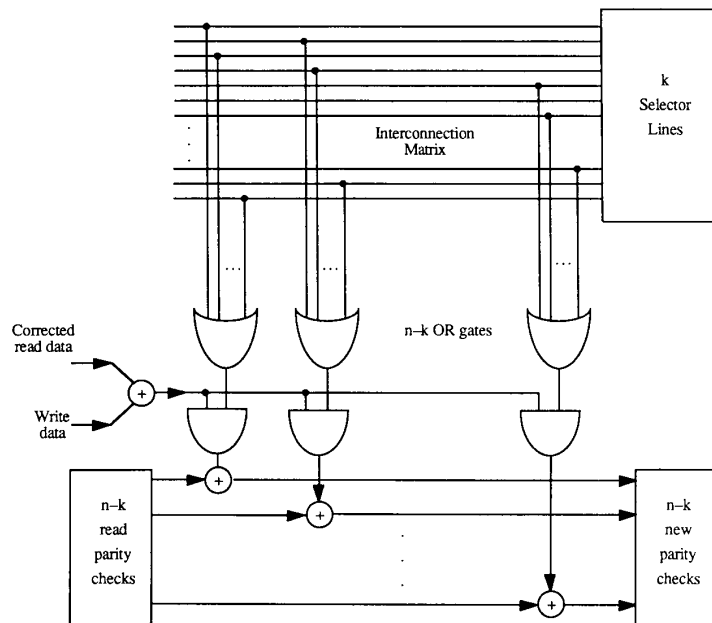 k
Selector
Lines
Interconnection
Matrix
...
...
...
n–k OR gates
Corrected
read data
+
Write
data
+
+
+
n–k
read
parity
checks
n–k
new
parity
checks